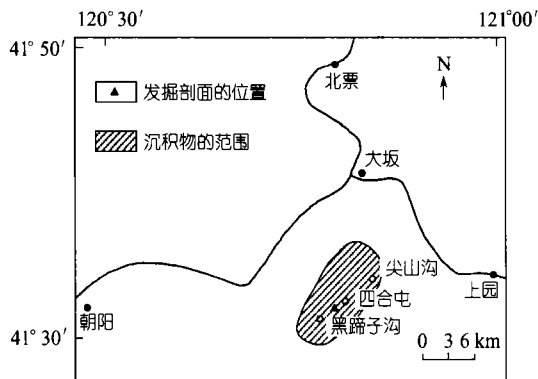 120°30′
121°00′
41°50′
北票
N
发掘剖面的位置
沉积物的范围
大坂
尖山沟
上园
四合屯
41°30′
朝阳
黑蹄子沟
0 3 6 km